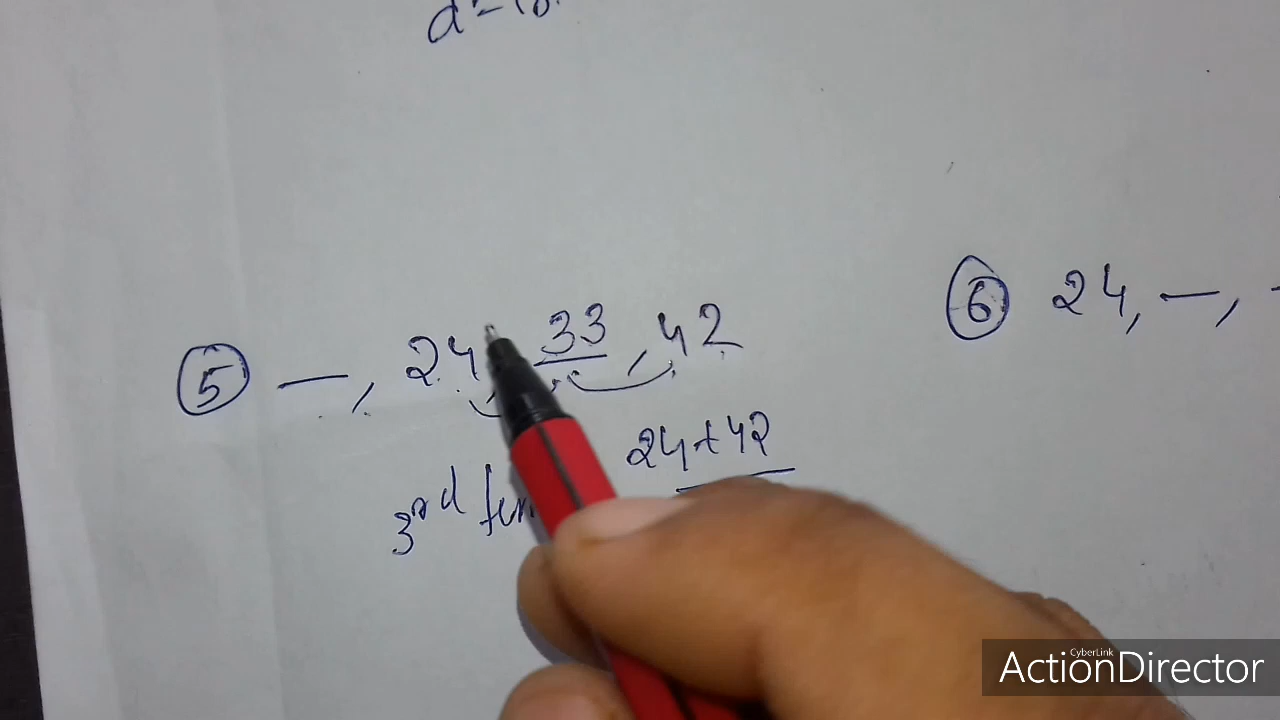 ⑤ —, 24, 33, 42
3rd
24+42
⑥ 24, —,
CyberLink
ActionDirector